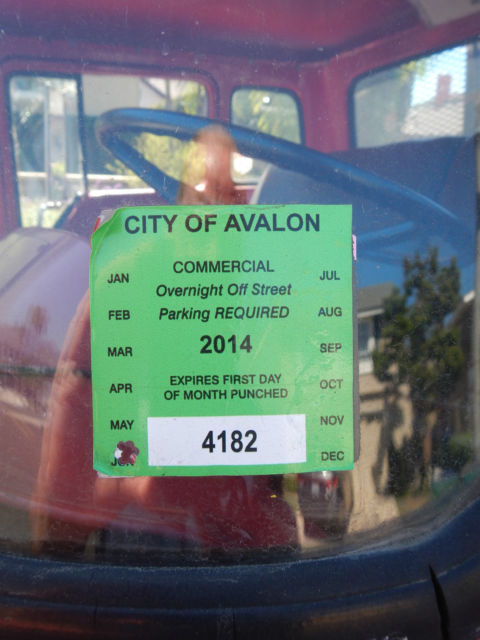 CITY OF AVALON
COMMERCIAL
Overnight Off Street
Parking REQUIRED
2014
EXPIRES FIRST DAY
OF MONTH PUNCHED
4182
JAN
FEB
MAR
APR
MAY
JUN
JUL
AUG
SEP
OCT
NOV
DEC